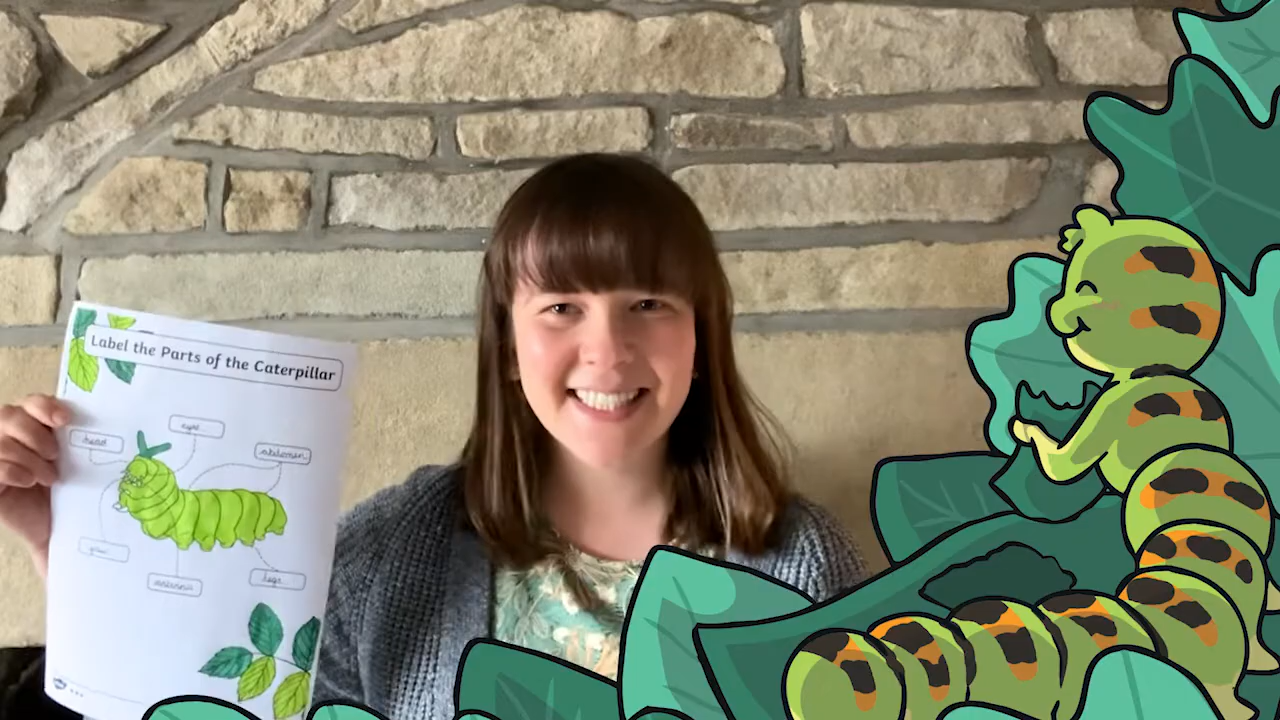 Label the Parts of the Caterpillar
eyes
head
abdomen
legs